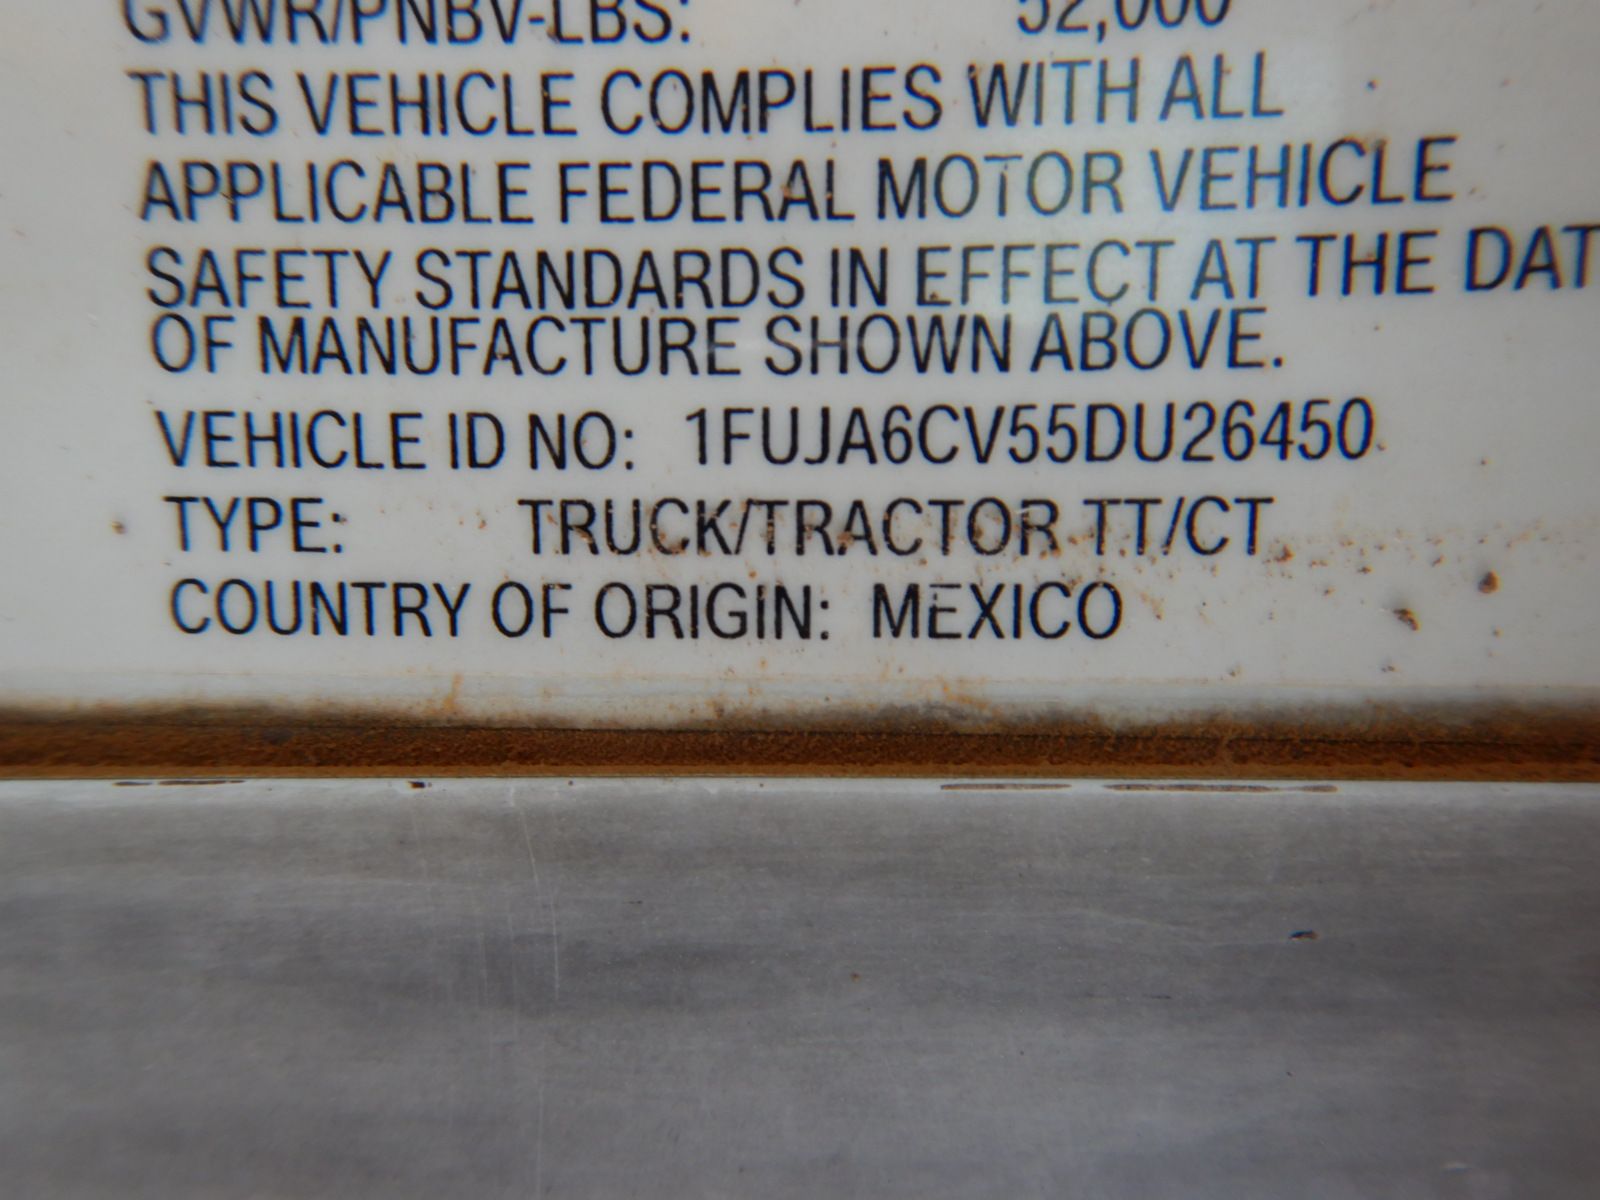 GVWR/PNBV-LBS: 52,000
THIS VEHICLE COMPLIES WITH ALL
APPLICABLE FEDERAL MOTOR VEHICLE
SAFETY STANDARDS IN EFFECT AT THE DAT
OF MANUFACTURE SHOWN ABOVE.
VEHICLE ID NO: 1FUJA6CV55DU26450
TYPE: TRUCK/TRACTOR TT/CT
COUNTRY OF ORIGIN: MEXICO